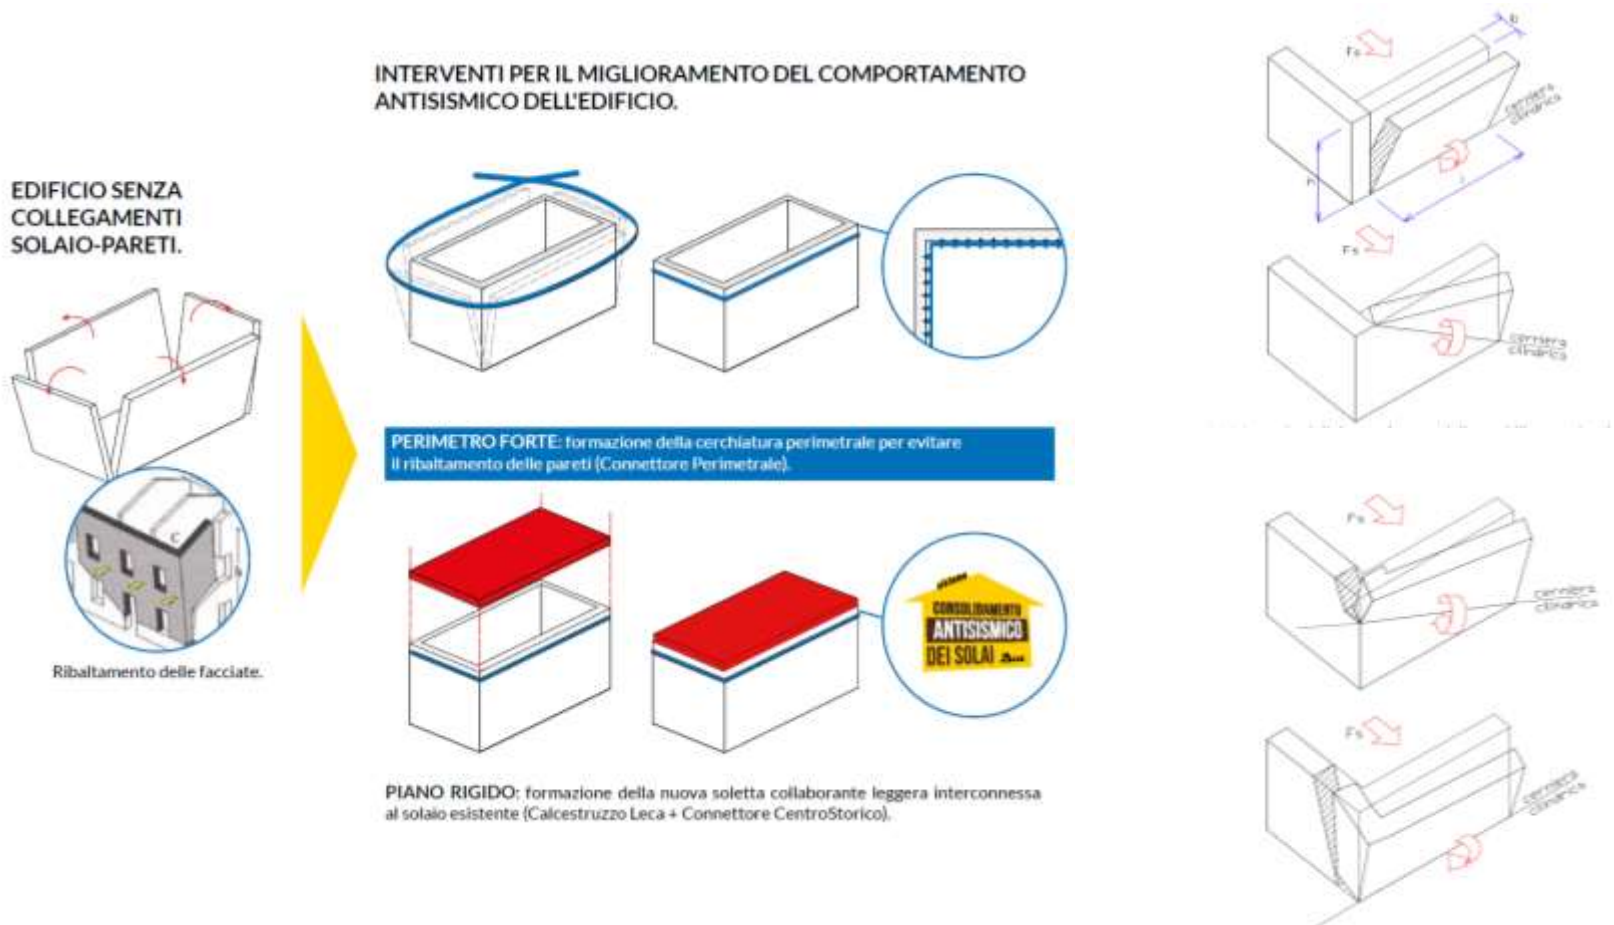 EDIFICIO SENZA
COLLEGAMENTI
SOLAIO-PARETI.
Ribaltamento delle facciate.
C
INTERVENTI PER IL MIGLIORAMENTO DEL COMPORTAMENTO
ANTISISMICO DELL'EDIFICIO.
PERIMETRO FORTE: formazione della cerchiatura perimetrale per evitare
il ribaltamento delle pareti (Connettore Perimetrale).
CONSOLIDAMENTO
ANTISISMICO
DEI SOLAI
PIANO RIGIDO: formazione della nuova soletta collaborante leggera interconnessa
al solaio esistente (Calcestruzzo Leca + Connettore CentroStorico).
Fs
b
cerniera
cilindrica
h
l
Fs
cerniera
cilindrica
Fs
cerniera
cilindrica
Fs
cerniera
cilindrica